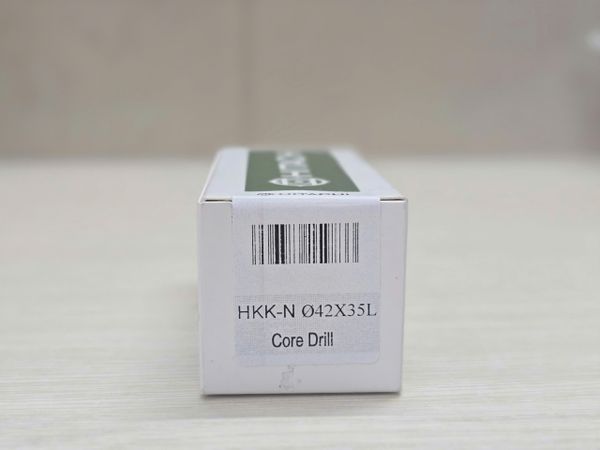 HKK-N Ø42X35L
Core Drill